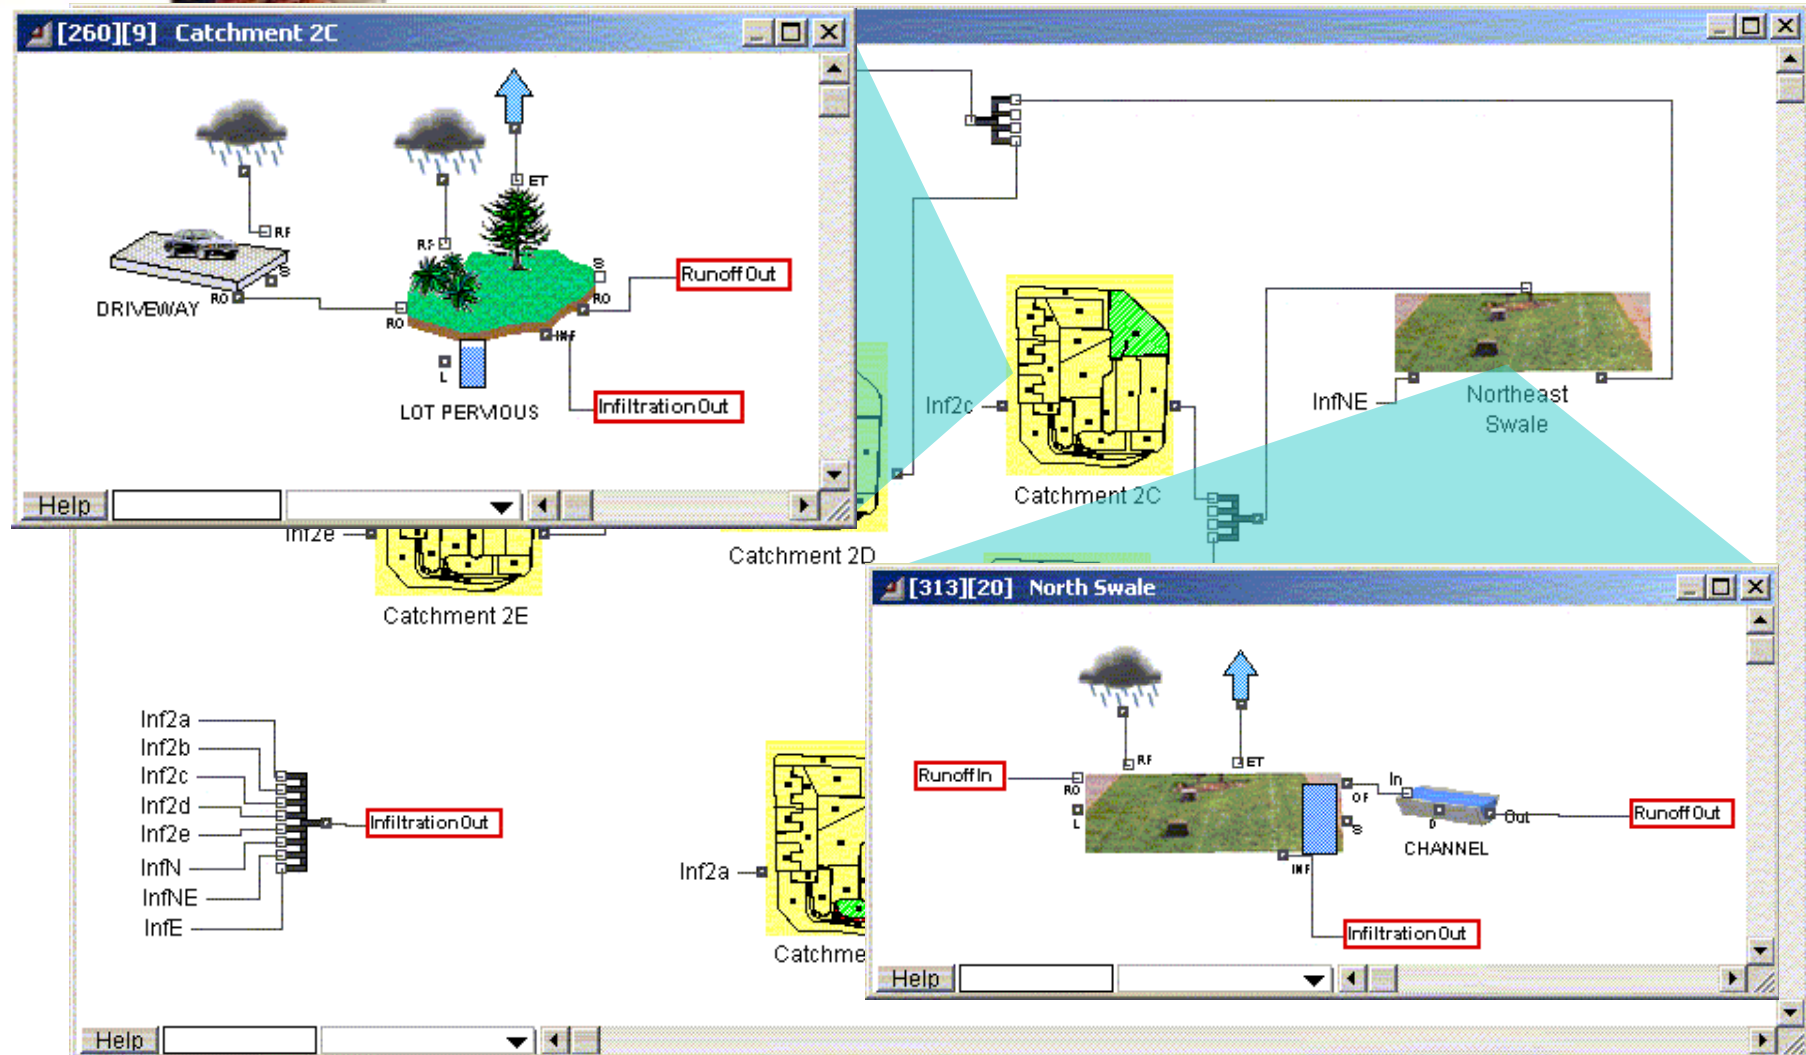 [260][9] Catchment 2C
ET
RF
RF
S
S
DRIVEWAY
RO
RO
RO
Runoff Out
INF
L
LOT PERVIOUS
Infiltration Out
Help
Inf2c
Catchment 2C
InfNE
Northeast
Swale
Inf2e
Catchment 2D
Catchment 2E
[313][20] North Swale
RF
ET
Runoff In
RO
L
OF
S
In
D
Out
CHANNEL
Runoff Out
INF
Infiltration Out
Help
Inf2a
Inf2b
Inf2c
Inf2d
Inf2e
InfN
InfNE
InfE
Infiltration Out
Inf2a
Catchme
Help